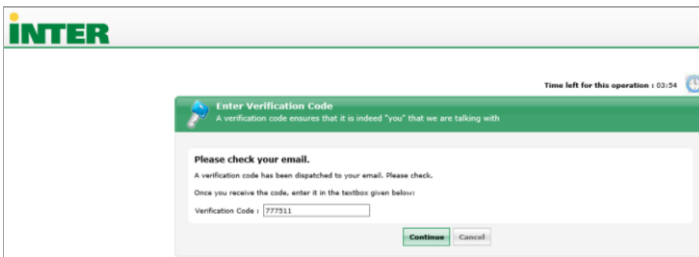 INTER
Time left for this operation : 03:54
Enter Verification Code
A verification code ensures that it is indeed "you" that we are talking with
Please check your email.
A verification code has been dispatched to your email. Please check.
Once you receive the code, enter it in the textbox given below:
Verification Code : 777511
Continue Cancel